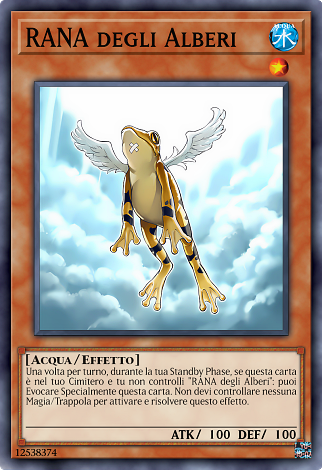 RANA degli Alberi
ACQUA
水
[Acqua/Effetto]
Una volta per turno, durante la tua Standby Phase, se questa carta
è nel tuo Cimitero e tu non controlli "RANA degli Alberi": puoi
Evocare Specialmente questa carta. Non devi controllare nessuna
Magia/Trappola per attivare e risolvere questo effetto.
ATK/ 100 DEF/ 100
12538374